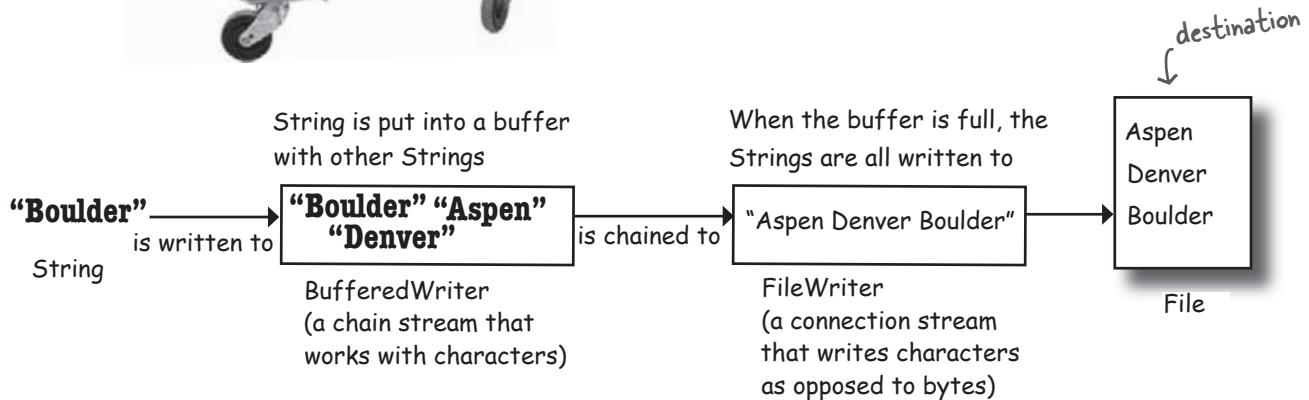 destination
String is put into a buffer
with other Strings
When the buffer is full, the
Strings are all written to
“Boulder”
is written to
String
“Boulder” “Aspen”
“Denver”
is chained to
“Aspen Denver Boulder”
Aspen
Denver
Boulder
BufferedWriter
(a chain stream that
works with characters)
FileWriter
(a connection stream
that writes characters
as opposed to bytes)
File